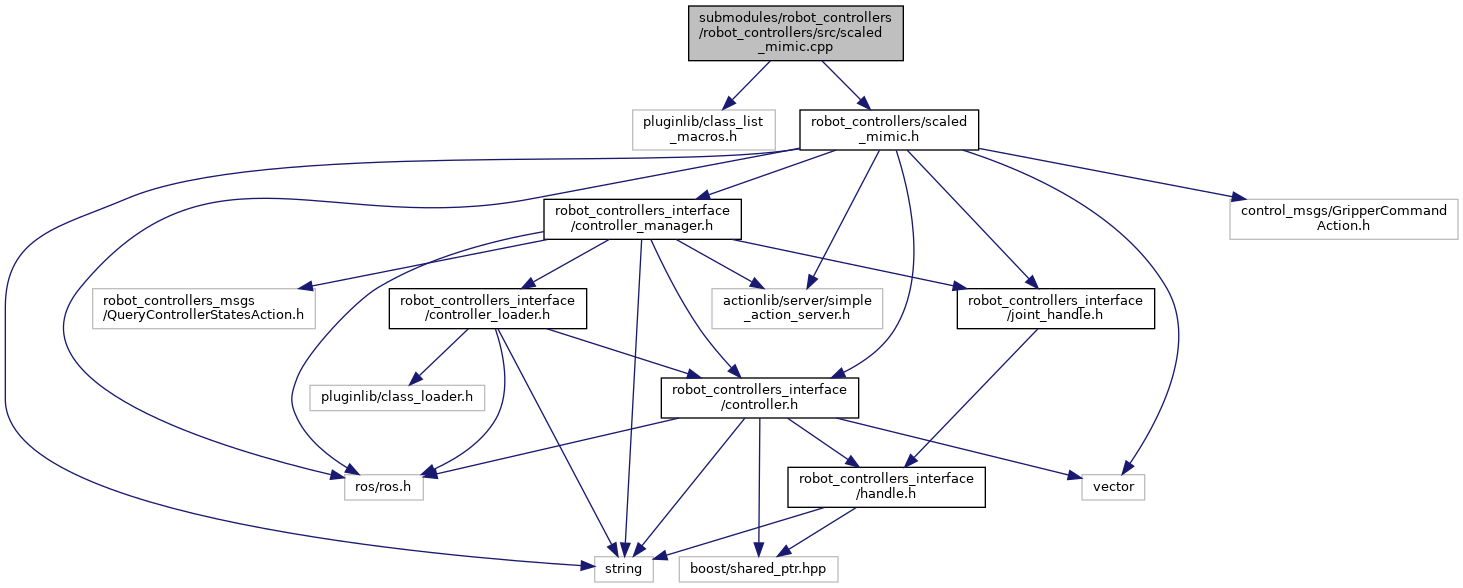 submodules/robot_controllers
/robot_controllers/src/scaled
_mimic.cpp
pluginlib/class_list
_macros.h
robot_controllers/scaled
_mimic.h
robot_controllers_interface
/controller_manager.h
control_msgs/GripperCommand
Action.h
robot_controllers_msgs
/QueryControllerStatesAction.h
robot_controllers_interface
/controller_loader.h
actionlib/server/simple
_action_server.h
robot_controllers_interface
/joint_handle.h
pluginlib/class_loader.h
robot_controllers_interface
/controller.h
ros/ros.h
robot_controllers_interface
/handle.h
vector
string
boost/shared_ptr.hpp